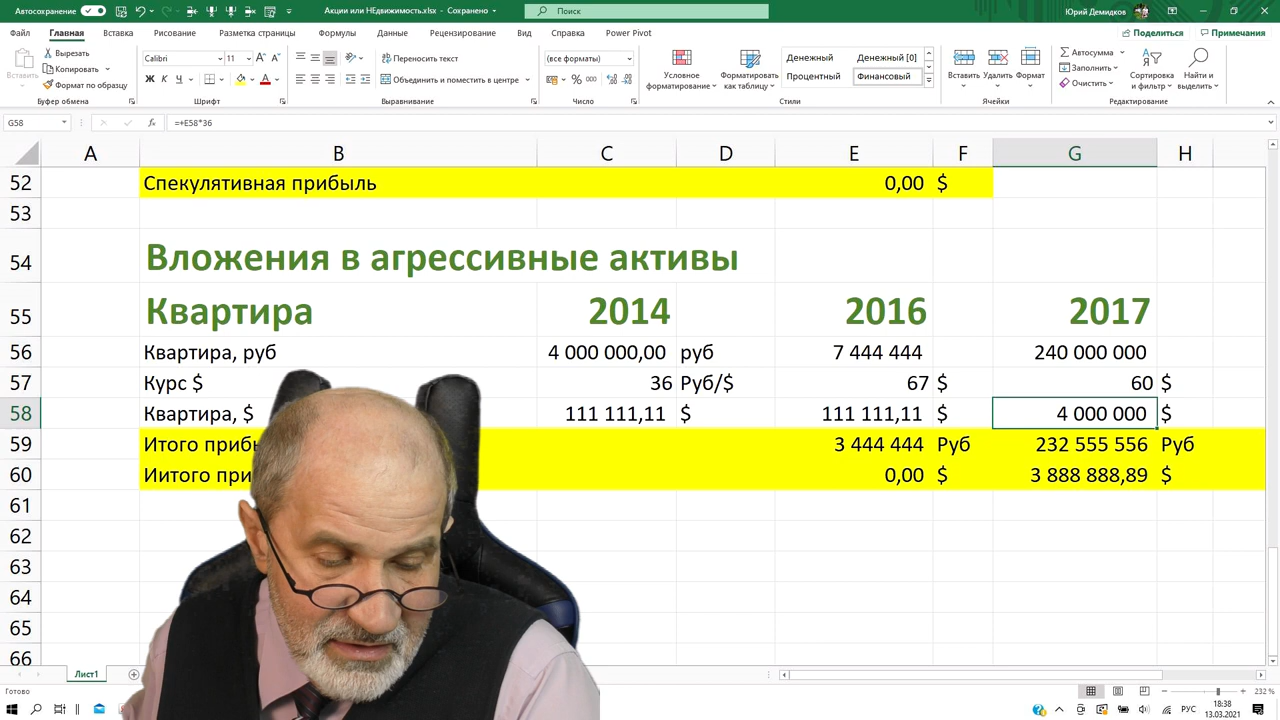 Автосохранение
Акции или НЕдвижимость.xlsx - Сохранено
Поиск
Юрий Демидков
Файл Главная Вставка Рисование Разметка страницы Формулы Данные Рецензирование Вид Справка Power Pivot
Поделиться Примечания
Вставить
Вырезать
Копировать
Формат по образцу
Буфер обмена
Calibri 11
Ж К Ч
Шрифт
Переносить текст
Объединить и поместить в центре
Выравнивание
(все форматы)
% 000
Число
Условное форматирование
Форматировать как таблицу
Денежный Денежный [0]
Процентный Финансовый
Стили
Вставить Удалить Формат
Ячейки
Автосумма
Заполнить
Очистить
Сортировка и фильтр
Найти и выделить
Редактирование
G58 fx =+E58*36
A B C D E F G H
52 Спекулятивная прибыль 0,00 $
53
54 Вложения в агрессивные активы
55 Квартира 2014 2016 2017
56 Квартира, руб 4 000 000,00 руб 7 444 444 240 000 000
57 Курс $ 36 Руб/$ 67 $ 60 $
58 Квартира, $ 111 111,11 $ 111 111,11 $ 4 000 000 $
59 Итого приб 3 444 444 Руб 232 555 556 Руб
60 Иитого при 0,00 $ 3 888 888,89 $
61
62
63
64
65
66
Лист1
Готово
232 %
РУС
18:38
13.03.2021